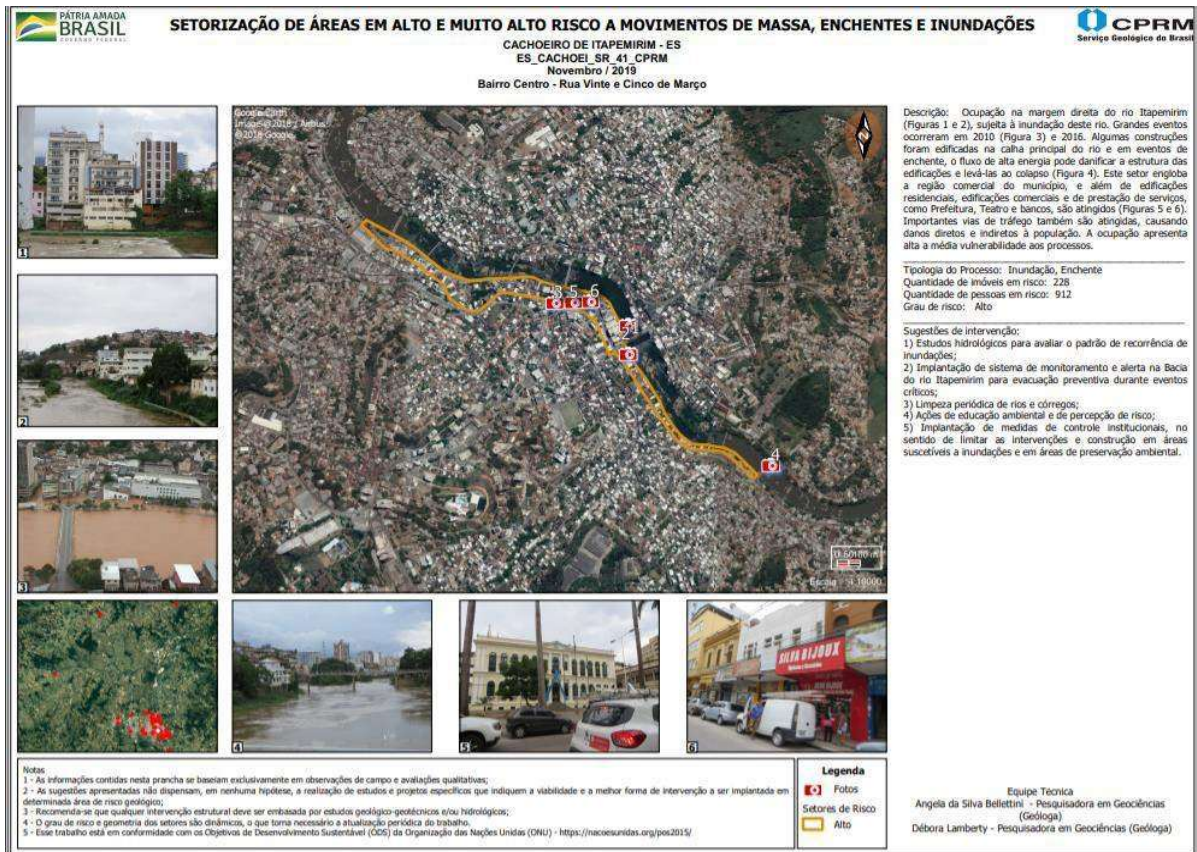 PÁTRIA AMADA
BRASIL
GOVERNO FEDERAL
SETORIZAÇÃO DE ÁREAS EM ALTO E MUITO ALTO RISCO A MOVIMENTOS DE MASSA, ENCHENTES E INUNDAÇÕES
CACHOEIRO DE ITAPEMIRIM - ES
ES_CACHOEI_SR_41_CPRM
Novembro / 2019
Bairro Centro - Rua Vinte e Cinco de Março
CPRM
Serviço Geológico do Brasil
Google Earth
©2018 Google
1
2
3
4
5
6
3 5 6
1
2
4
Descrição: Ocupação na margem direita do rio Itapemirim
(Figuras 1 e 2), sujeita à inundação deste rio. Grandes eventos
ocorreram em 2010 (Figura 3) e 2016. Algumas construções
foram edificadas na calha principal do rio e em eventos de
enchente, o fluxo de alta energia pode danificar a estrutura das
edificações e levá-las ao colapso (Figura 4). Este setor engloba
a região comercial do município, e além de edificações
residenciais, edificações comerciais e de prestação de serviços,
como Prefeitura, Teatro e bancos, são atingidos (Figuras 5 e 6).
Importantes vias de tráfego também são atingidas, causando
danos diretos e indiretos à população. A ocupação apresenta
alta a média vulnerabilidade aos processos.
Tipologia do Processo: Inundação, Enchente
Quantidade de imóveis em risco: 228
Quantidade de pessoas em risco: 912
Grau de risco: Alto
Sugestões de intervenção:
1) Estudos hidrológicos para avaliar o padrão de recorrência de
inundações;
2) Implantação de sistema de monitoramento e alerta na Bacia
do rio Itapemirim para evacuação preventiva durante eventos
críticos;
3) Limpeza periódica de rios e córregos;
4) Ações de educação ambiental e de percepção de risco;
5) Implantação de medidas de controle institucionais, no
sentido de limitar as intervenções e construção em áreas
suscetíveis a inundações e em áreas de preservação ambiental.
SILVA BIJOUX
Notas
1 - As informações contidas nesta prancha se baseiam exclusivamente em observações de campo e avaliações qualitativas;
2 - As sugestões apresentadas não dispensam, em nenhuma hipótese, a realização de estudos e projetos específicos que indiquem a viabilidade e a melhor forma de intervenção a ser implantada em
determinada área de risco geológico;
3 - Recomenda-se que qualquer intervenção estrutural deve ser embasada por estudos geológico-geotécnicos e/ou hidrológicos;
4 - O grau de risco e geometria dos setores são dinâmicos, o que torna necessário a atualização periódica do trabalho.
5 - Esse trabalho está em conformidade com os Objetivos de Desenvolvimento Sustentável (ODS) da Organização das Nações Unidas (ONU) - https://nacoesunidas.org/pos2015/
Legenda
Fotos
Setores de Risco
Alto
Equipe Técnica
Angela da Silva Bellettini - Pesquisadora em Geociências
(Geóloga)
Débora Lamberty - Pesquisadora em Geociências (Geóloga)